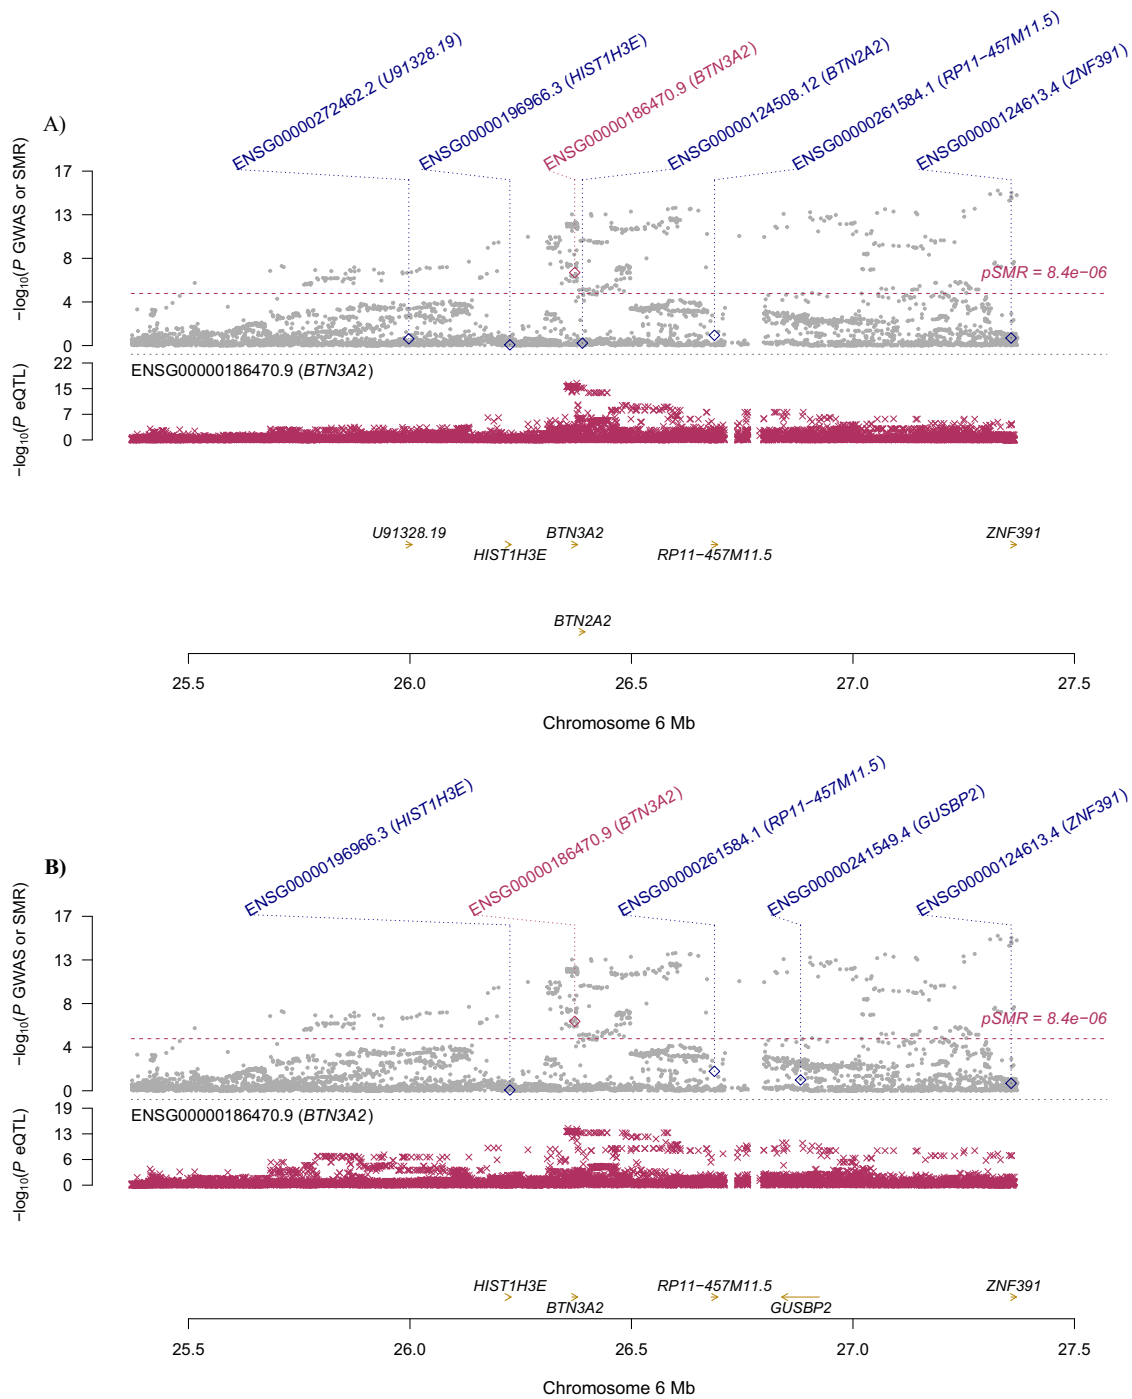 A)
ENSG00000272462.2 (U91328.19)
ENSG00000196966.3 (HIST1H3E)
ENSG00000186470.9 (BTN3A2)
ENSG00000124508.12 (BTN2A2)
ENSG00000261584.1 (RP11−457M11.5)
ENSG00000124613.4 (ZNF391)
−log10(P GWAS or SMR)
17
13
8
4
0
pSMR = 8.4e−06
ENSG00000186470.9 (BTN3A2)
−log10(P eQTL)
22
15
7
0
U91328.19
HIST1H3E
BTN3A2
RP11−457M11.5
ZNF391
BTN2A2
25.5 26.0 26.5 27.0 27.5
Chromosome 6 Mb
B)
ENSG00000196966.3 (HIST1H3E)
ENSG00000186470.9 (BTN3A2)
ENSG00000261584.1 (RP11−457M11.5)
ENSG00000241549.4 (GUSBP2)
ENSG00000124613.4 (ZNF391)
−log10(P GWAS or SMR)
17
13
8
4
0
pSMR = 8.4e−06
ENSG00000186470.9 (BTN3A2)
−log10(P eQTL)
19
13
6
0
HIST1H3E
BTN3A2
RP11−457M11.5
GUSBP2
ZNF391
25.5 26.0 26.5 27.0 27.5
Chromosome 6 Mb